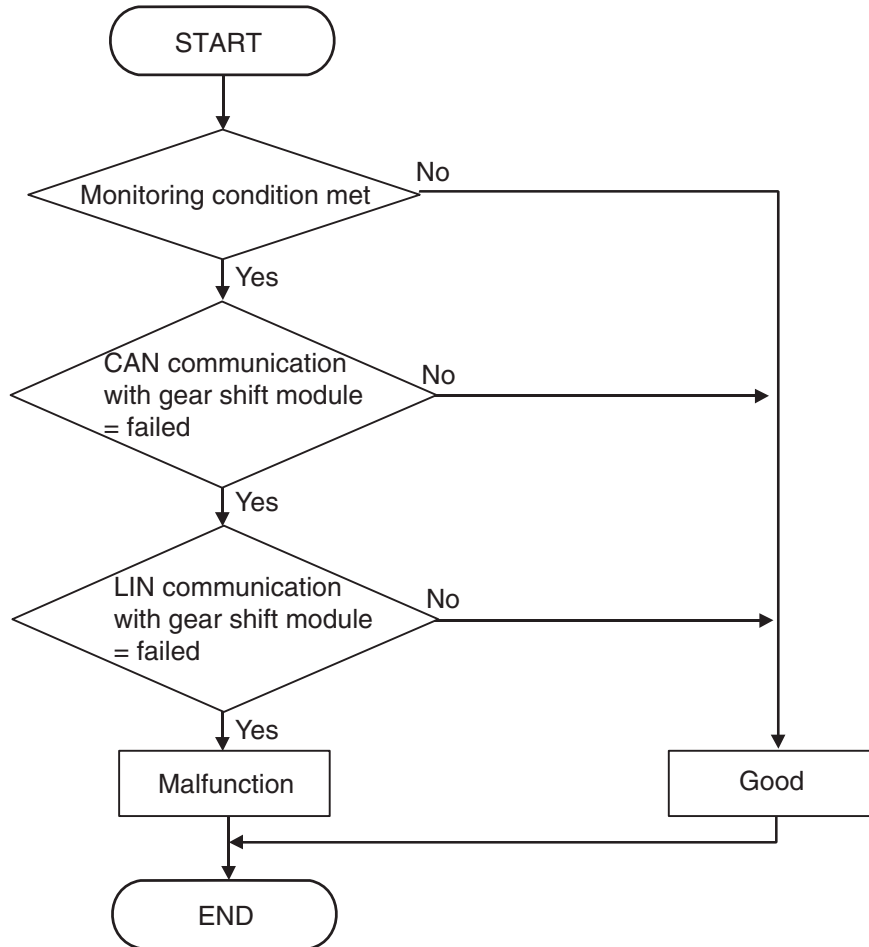 START
Monitoring condition met
No
Yes
CAN communication
with gear shift module
= failed
No
Yes
LIN communication
with gear shift module
= failed
No
Yes
Malfunction
Good
END